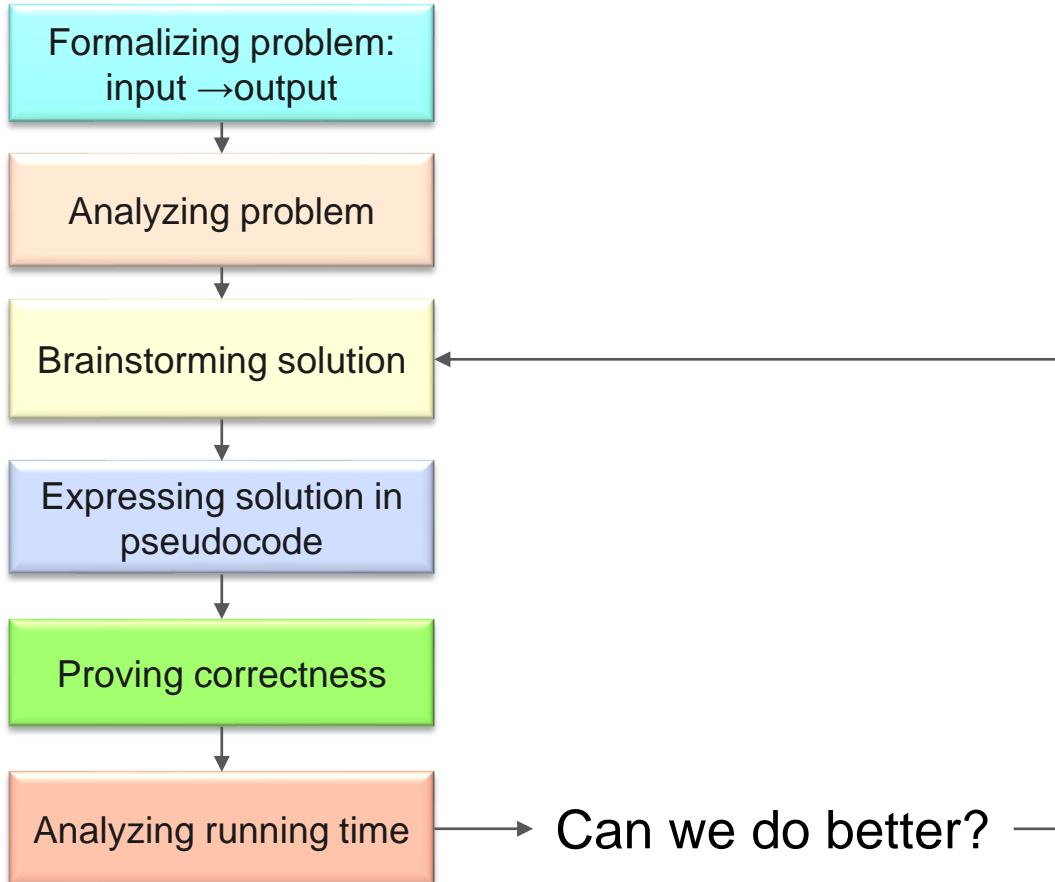 Formalizing problem:
input →output
Analyzing problem
Brainstorming solution
Expressing solution in
pseudocode
Proving correctness
Analyzing running time
Can we do better?